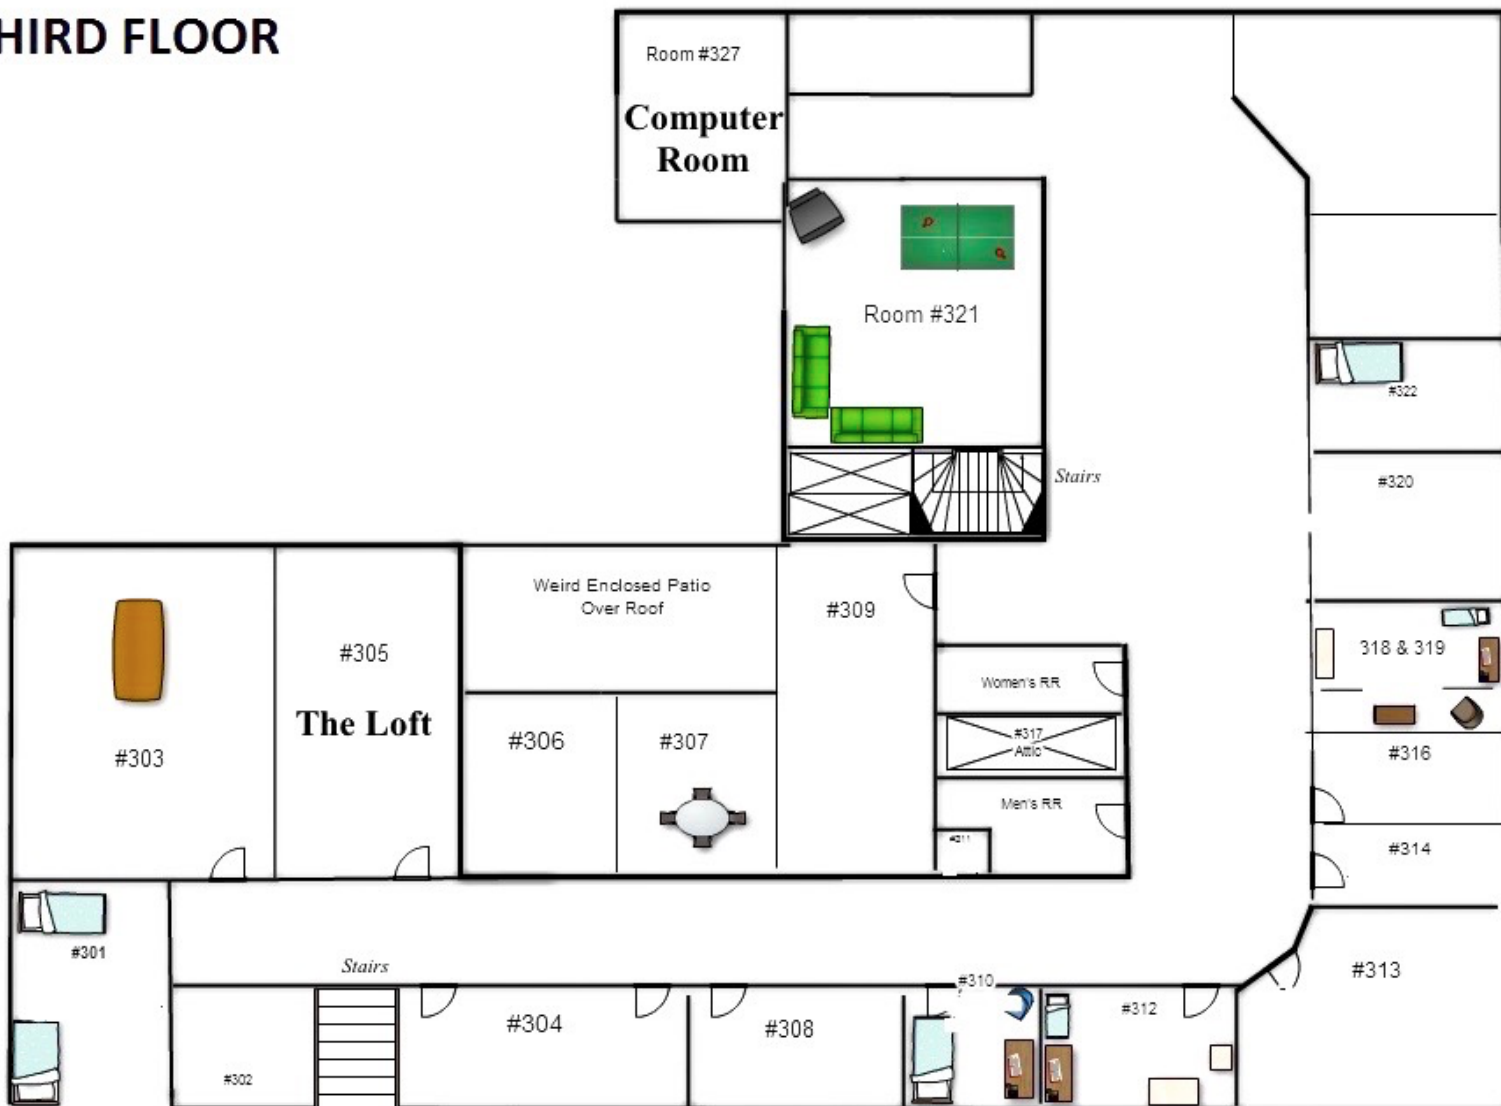 HIRD FLOOR
Room #327
Computer
Room
Room #321
Stairs
#322
#320
Weird Enclosed Patio
Over Roof
#309
318 & 319
#305
The Loft
#303
#306
#307
Women's RR
#317
Attic
Men's RR
#311
#316
#314
#301
Stairs
#302
#304
#308
#310
#312
#313